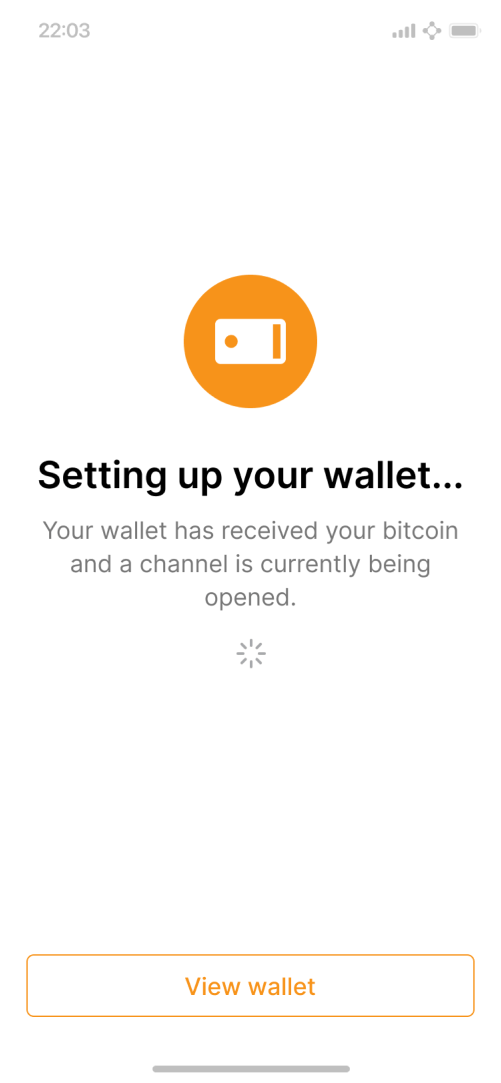 22:03
Setting up your wallet...
Your wallet has received your bitcoin
and a channel is currently being
opened.
View wallet